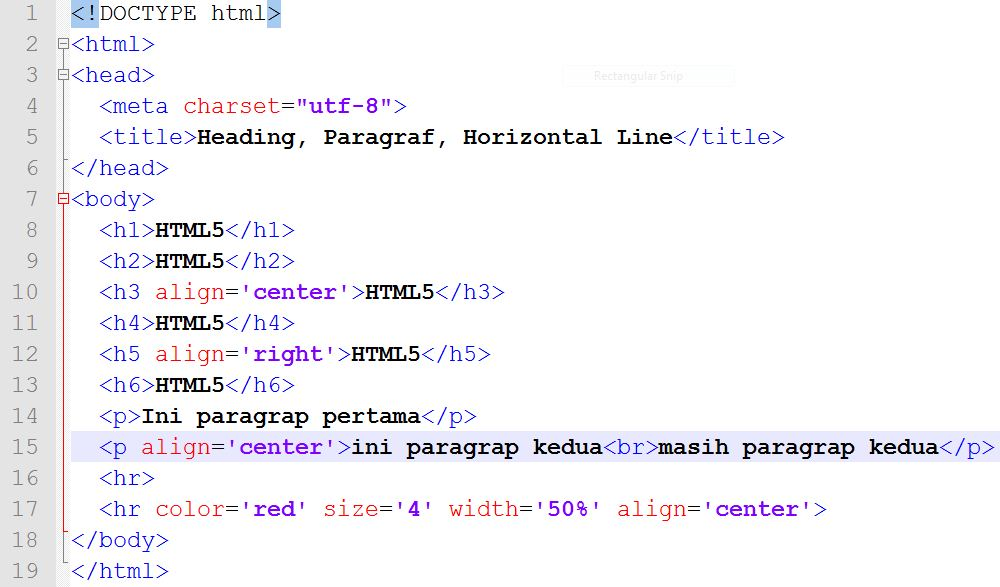 1 <!DOCTYPE html>
2 <html>
3 <head>
Rectangular Snip
4 <meta charset="utf-8">
5 <title>Heading, Paragraf, Horizontal Line</title>
6 </head>
7 <body>
8 <h1>HTML5</h1>
9 <h2>HTML5</h2>
10 <h3 align='center'>HTML5</h3>
11 <h4>HTML5</h4>
12 <h5 align='right'>HTML5</h5>
13 <h6>HTML5</h6>
14 <p>Ini paragrap pertama</p>
15 <p align='center'>ini paragrap kedua<br>masih paragrap kedua</p>
16 <hr>
17 <hr color='red' size='4' width='50%' align='center'>
18 </body>
19 </html>